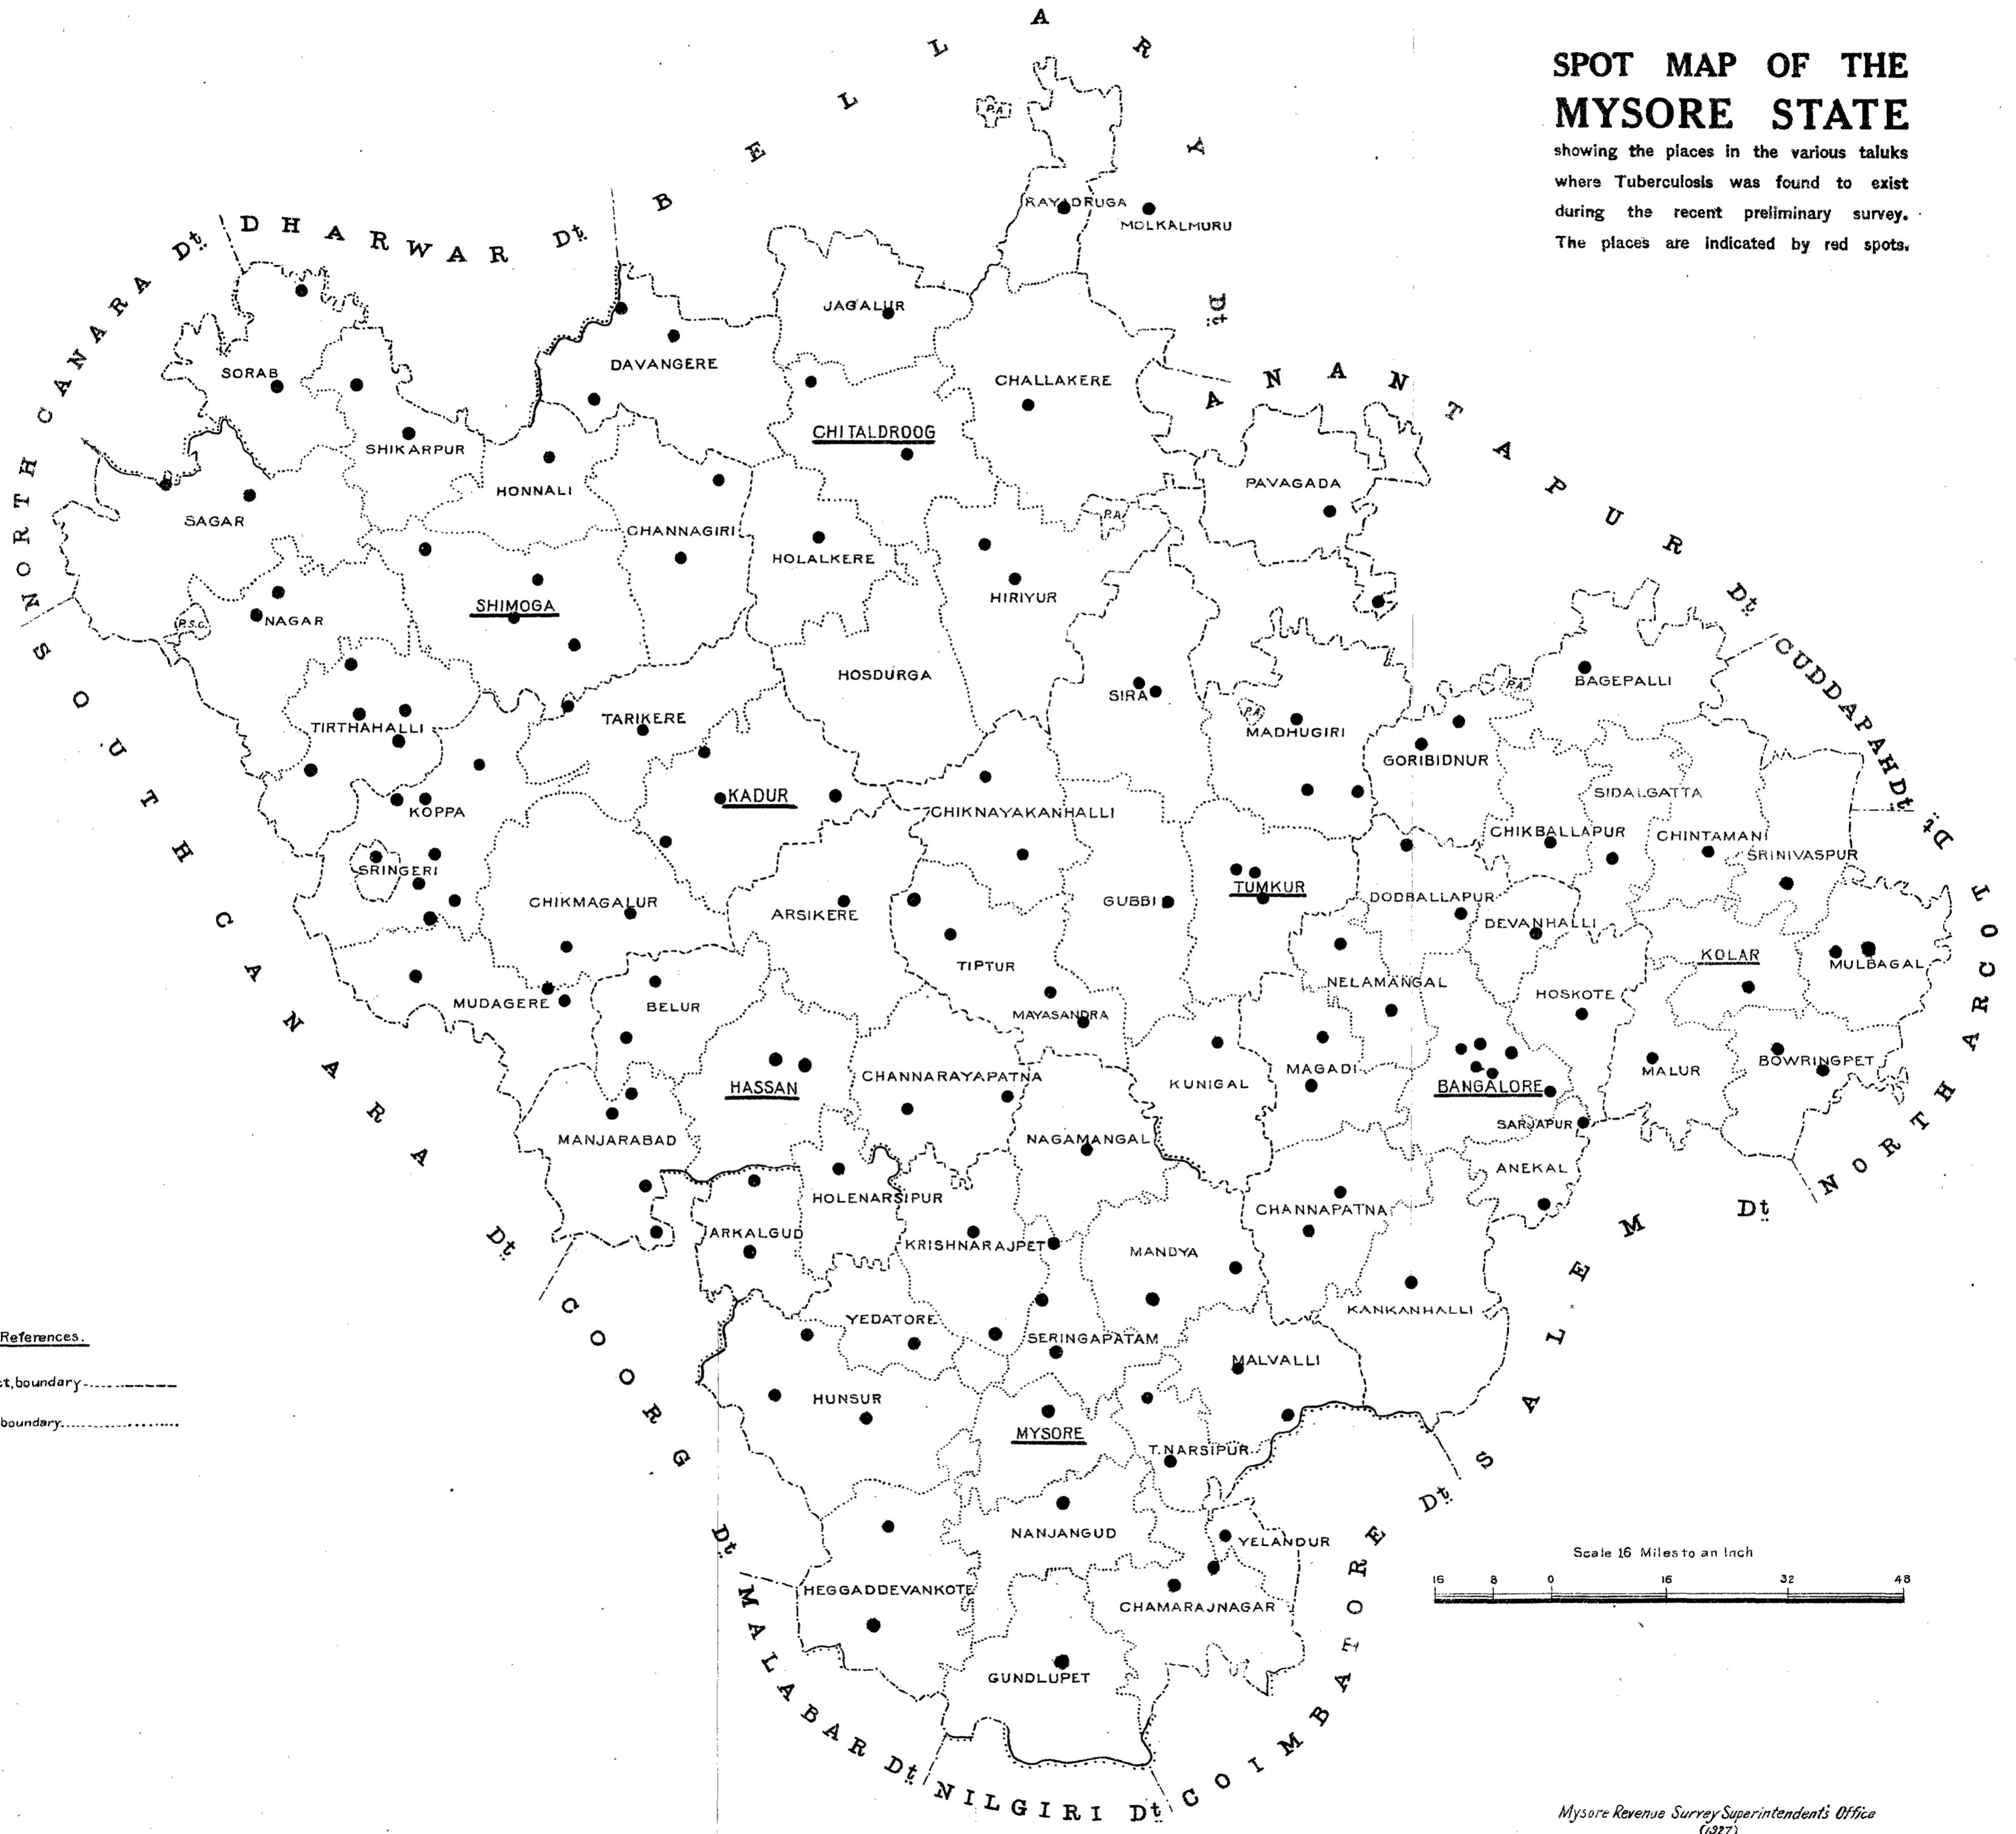 SPOT MAP OF THE
MYSORE STATE
showing the places in the various taluks
where Tuberculosis was found to exist
during the recent preliminary survey.
The places are indicated by red spots.
BELLARY Dt.
DHARWAR Dt.
NORTH CANARA Dt.
SOUTH CANARA Dt.
COORG Dt.
MALABAR Dt.
NILGIRI Dt.
COIMBATORE Dt.
SALEM Dt.
NORTH ARCOT Dt.
CUDDAPAH Dt.
ANANTAPUR Dt.
P.A
RAYADRUGA
MOLKALMURU
JAGALUR
DAVANGERE
SORAB
CHALLAKERE
CHITALDROOG
SHIKARPUR
HONNALI
PAVAGADA
P.A
SAGAR
CHANNAGIRI
HOLALKERE
HIRIYUR
SHIMOGA
P.S.C.
NAGAR
HOSDURGA
SIRA
P.A
BAGEPALLI
TIRTHAHALLI
TARIKERE
P.A
MADHUGIRI
GORIBIDNUR
KADUR
SIDALGATTA
KOPPA
CHIKNAYAKANHALLI
CHIKBALLAPUR
CHINTAMANI
SRINIVASPUR
SRINGERI
CHIKMAGALUR
ARSIKERE
GUBBI
TUMKUR
DODBALLAPUR
DEVANHALLI
TIPTUR
KOLAR
MULBAGAL
NELAMANGAL
HOSKOTE
MUDAGERE
BELUR
MAYASANDRA
HASSAN
CHANNARAYAPATNA
KUNIGAL
MAGADI
BANGALORE
MALUR
BOWRINGPET
SARJAPUR
MANJARABAD
NAGAMANGAL
ANEKAL
HOLENARSIPUR
CHANNAPATNA
ARKALGUD
KRISHNARAJPET
MANDYA
KANKANHALLI
YEDATORE
SERINGAPATAM
MALVALLI
HUNSUR
MYSORE
T.NARSIPUR
NANJANGUD
YELANDUR
HEGGADDEVANKOTE
CHAMARAJNAGAR
GUNDLUPET
References.
ct, boundary
boundary
Scale 16 Miles to an Inch
16 8 0 16 32 48
Mysore Revenue Survey Superintendent's Office
(1927)